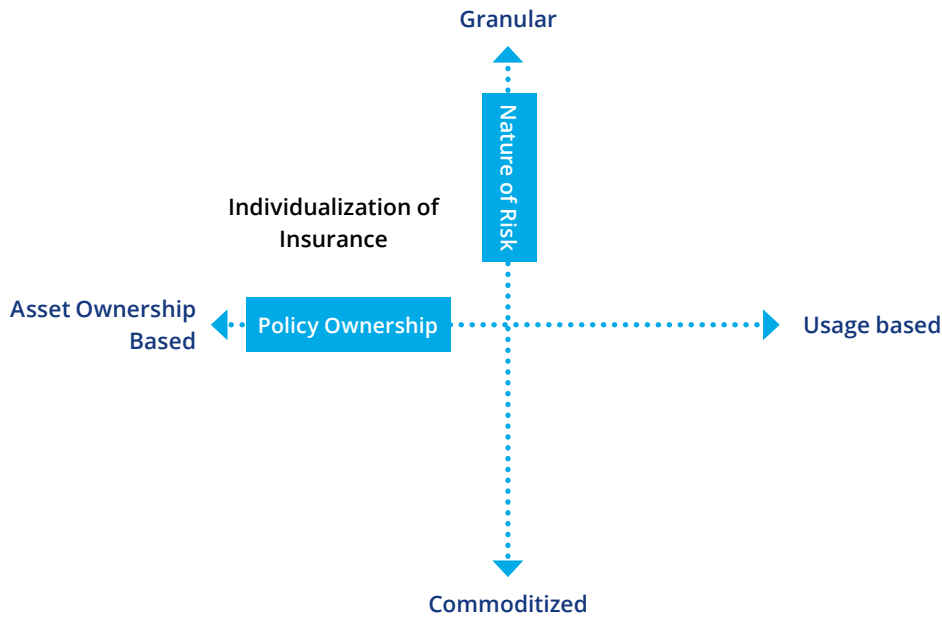 Granular
Nature of Risk
Individualization of
Insurance
Asset Ownership
Based
Policy Ownership
Usage based
Commoditized